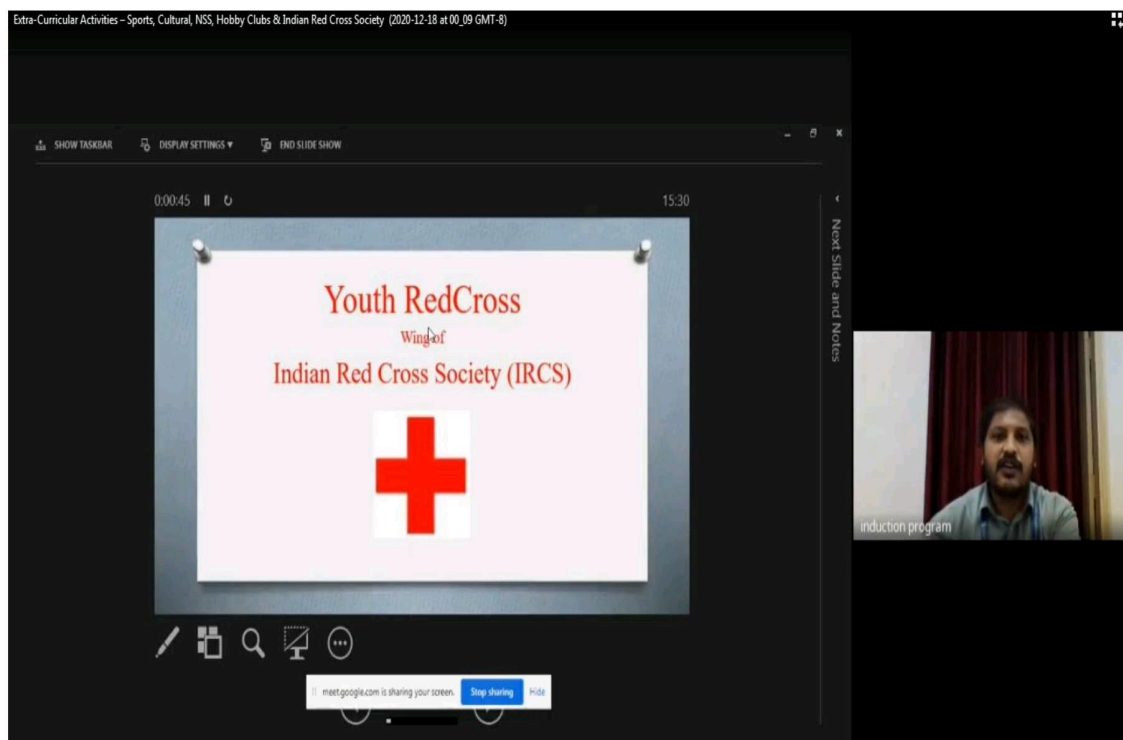 Extra-Curricular Activities – Sports, Cultural, NSS, Hobby Clubs & Indian Red Cross Society (2020-12-18 at 00_09 GMT-8)
SHOW TASKBAR DISPLAY SETTINGS ▼ END SLIDE SHOW
0:00:45 15:30
Youth RedCross
Wing of
Indian Red Cross Society (IRCS)
Next Slide and Notes
induction program
meet.google.com is sharing your screen. Stop sharing Hide